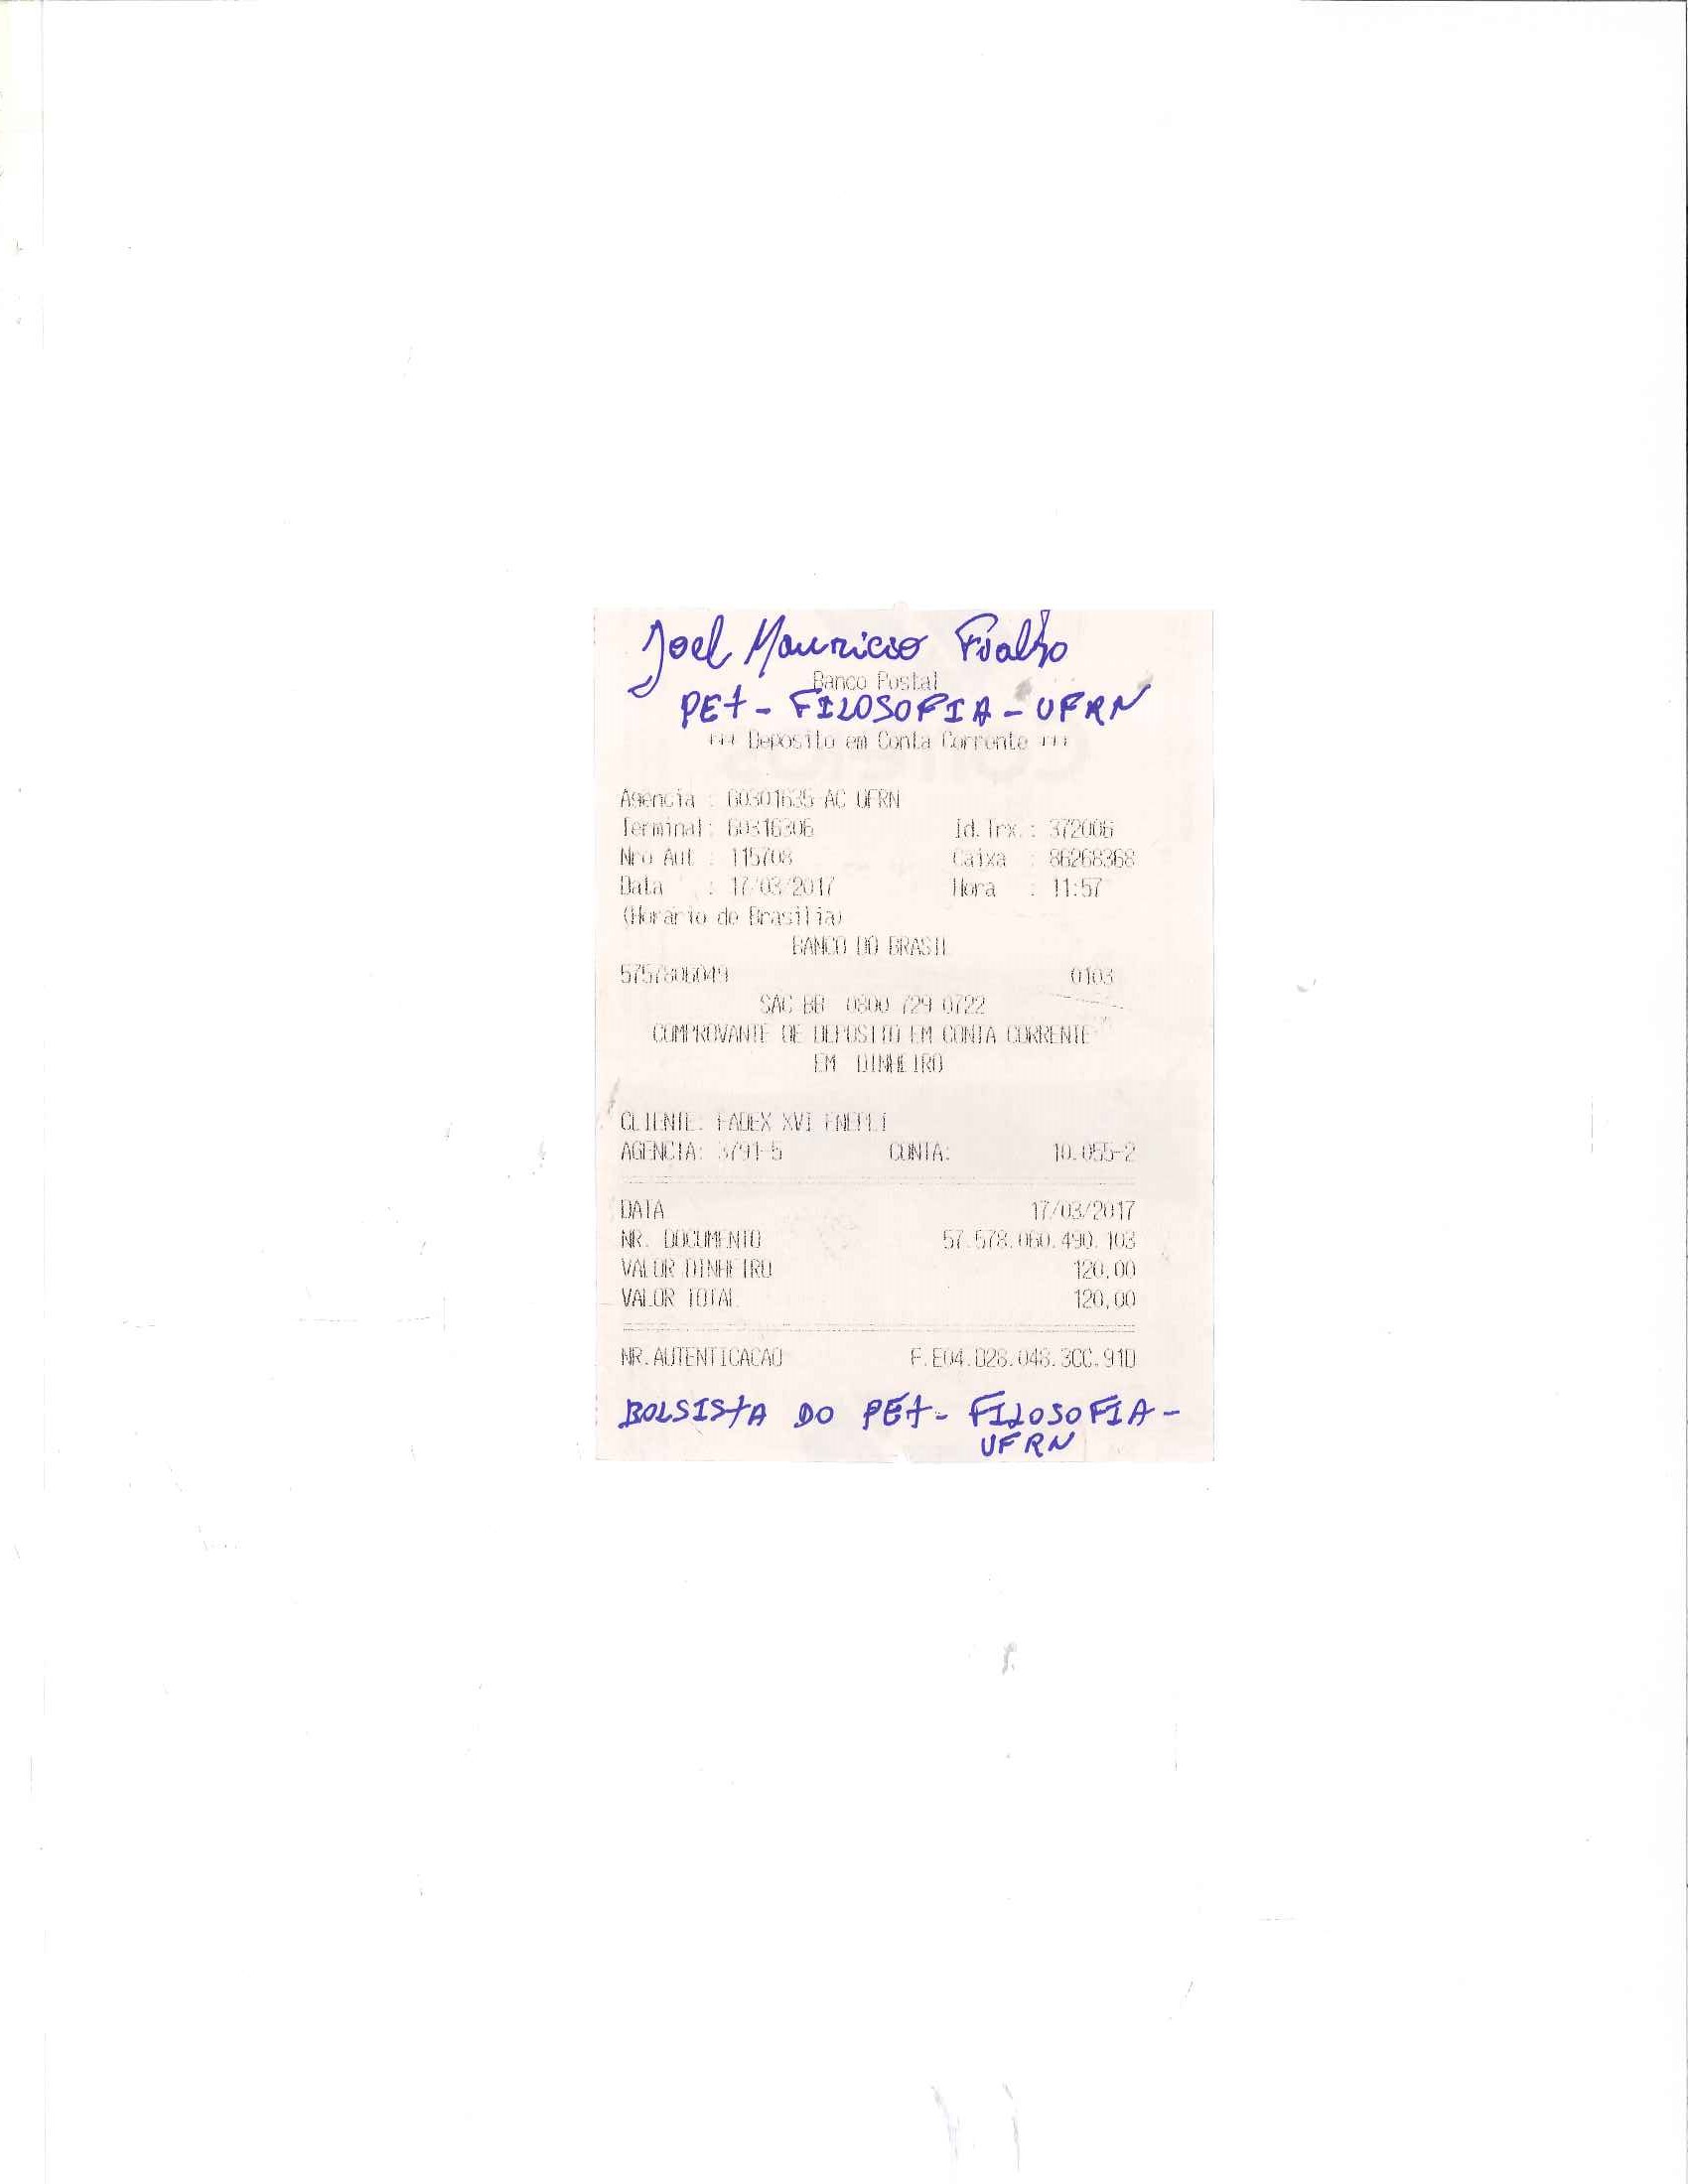 Joel Mauricio Fialho
Banco Postal
PET - FILOSOFIA - UFRN
*** Deposito em Conta Corrente ***
Agencia : 60301635-AC UFRN
Terminal: 60316306 Id.Trx.: 372006
Nro Aut : 115708 Caixa : 86268368
Data : 17/03/2017 Hora : 11:57
(Horario de Brasilia)
BANCO DO BRASIL
5757806049 0103
SAC BB 0800 729 0722
COMPROVANTE DE DEPOSITO EM CONTA CORRENTE
EM DINHEIRO
CLIENTE: FADEX XVI
AGENCIA: 3791-5 CONTA: 10.055-2
DATA 17/03/2017
NR. DOCUMENTO 57.578.060.490.103
VALOR DINHEIRO 120,00
VALOR TOTAL 120,00
NR.AUTENTICACAO F.E04.D28.048.3CC.91D
BOLSISTA DO PET - FILOSOFIA -
UFRN